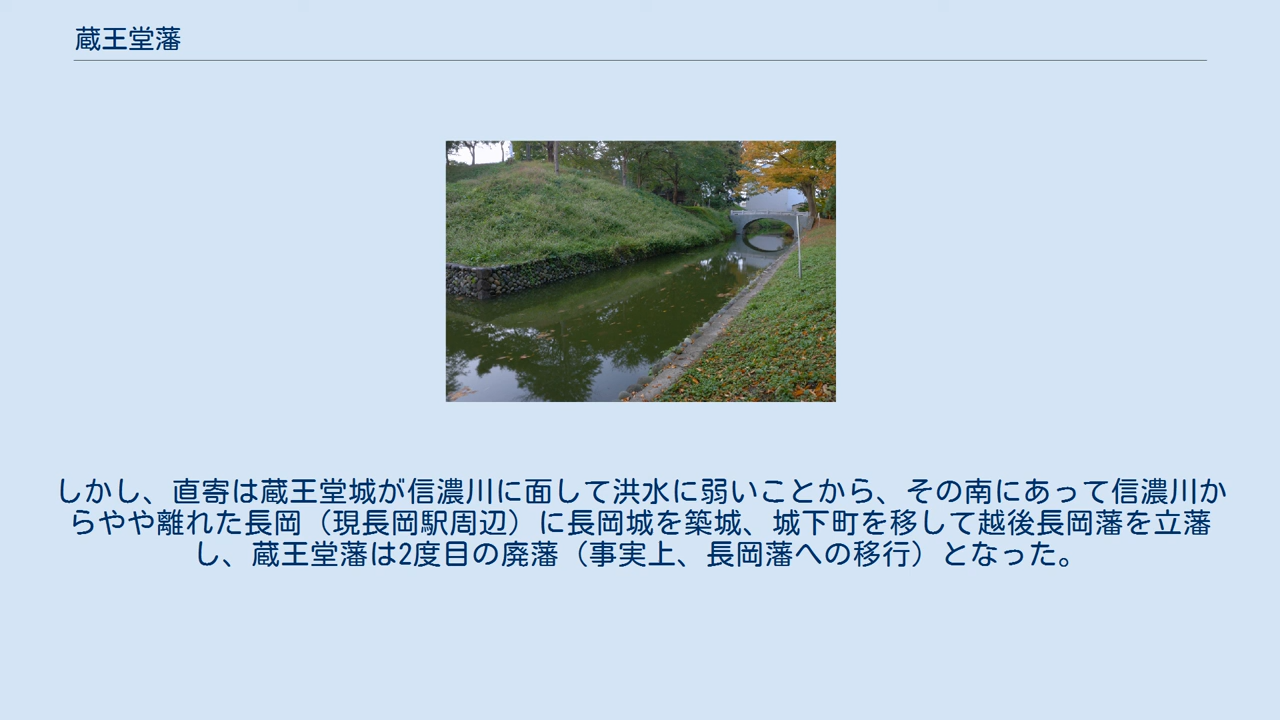 蔵王堂藩
しかし、直寄は蔵王堂城が信濃川に面して洪水に弱いことから、その南にあって信濃川か
らやや離れた長岡（現長岡駅周辺）に長岡城を築城、城下町を移して越後長岡藩を立藩
し、蔵王堂藩は2度目の廃藩（事実上、長岡藩への移行）となった。